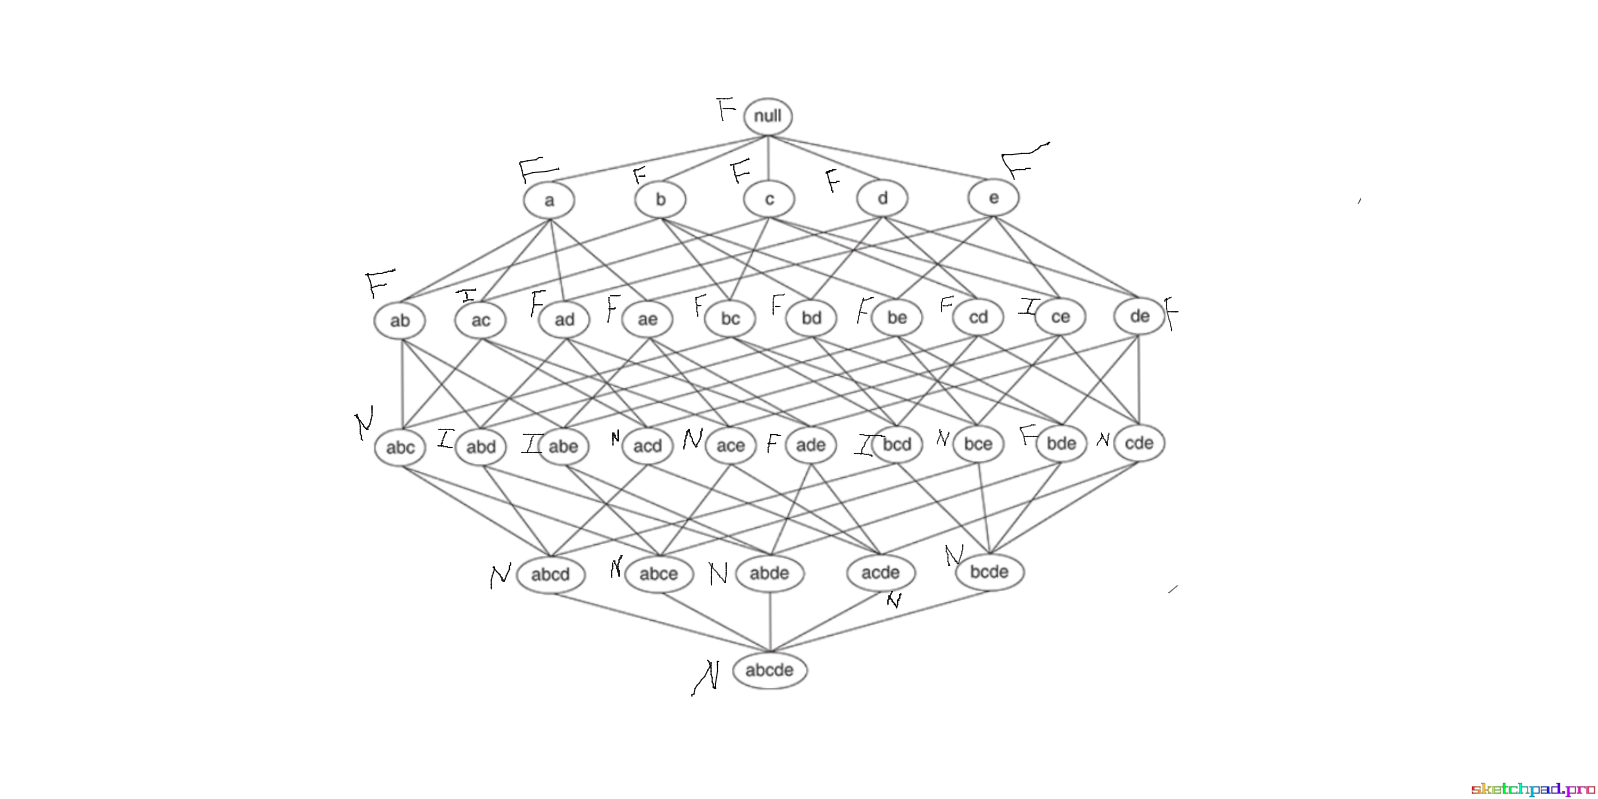 F null
F a F b F c F d F e
F ab I ac F ad F ae F bc F bd F be F cd I ce de F
N abc I abd I abe N acd N ace F ade I bcd N bce F bde N cde
N abcd N abce N abde acde N bcde
N
N abcde
sketchpad.pro